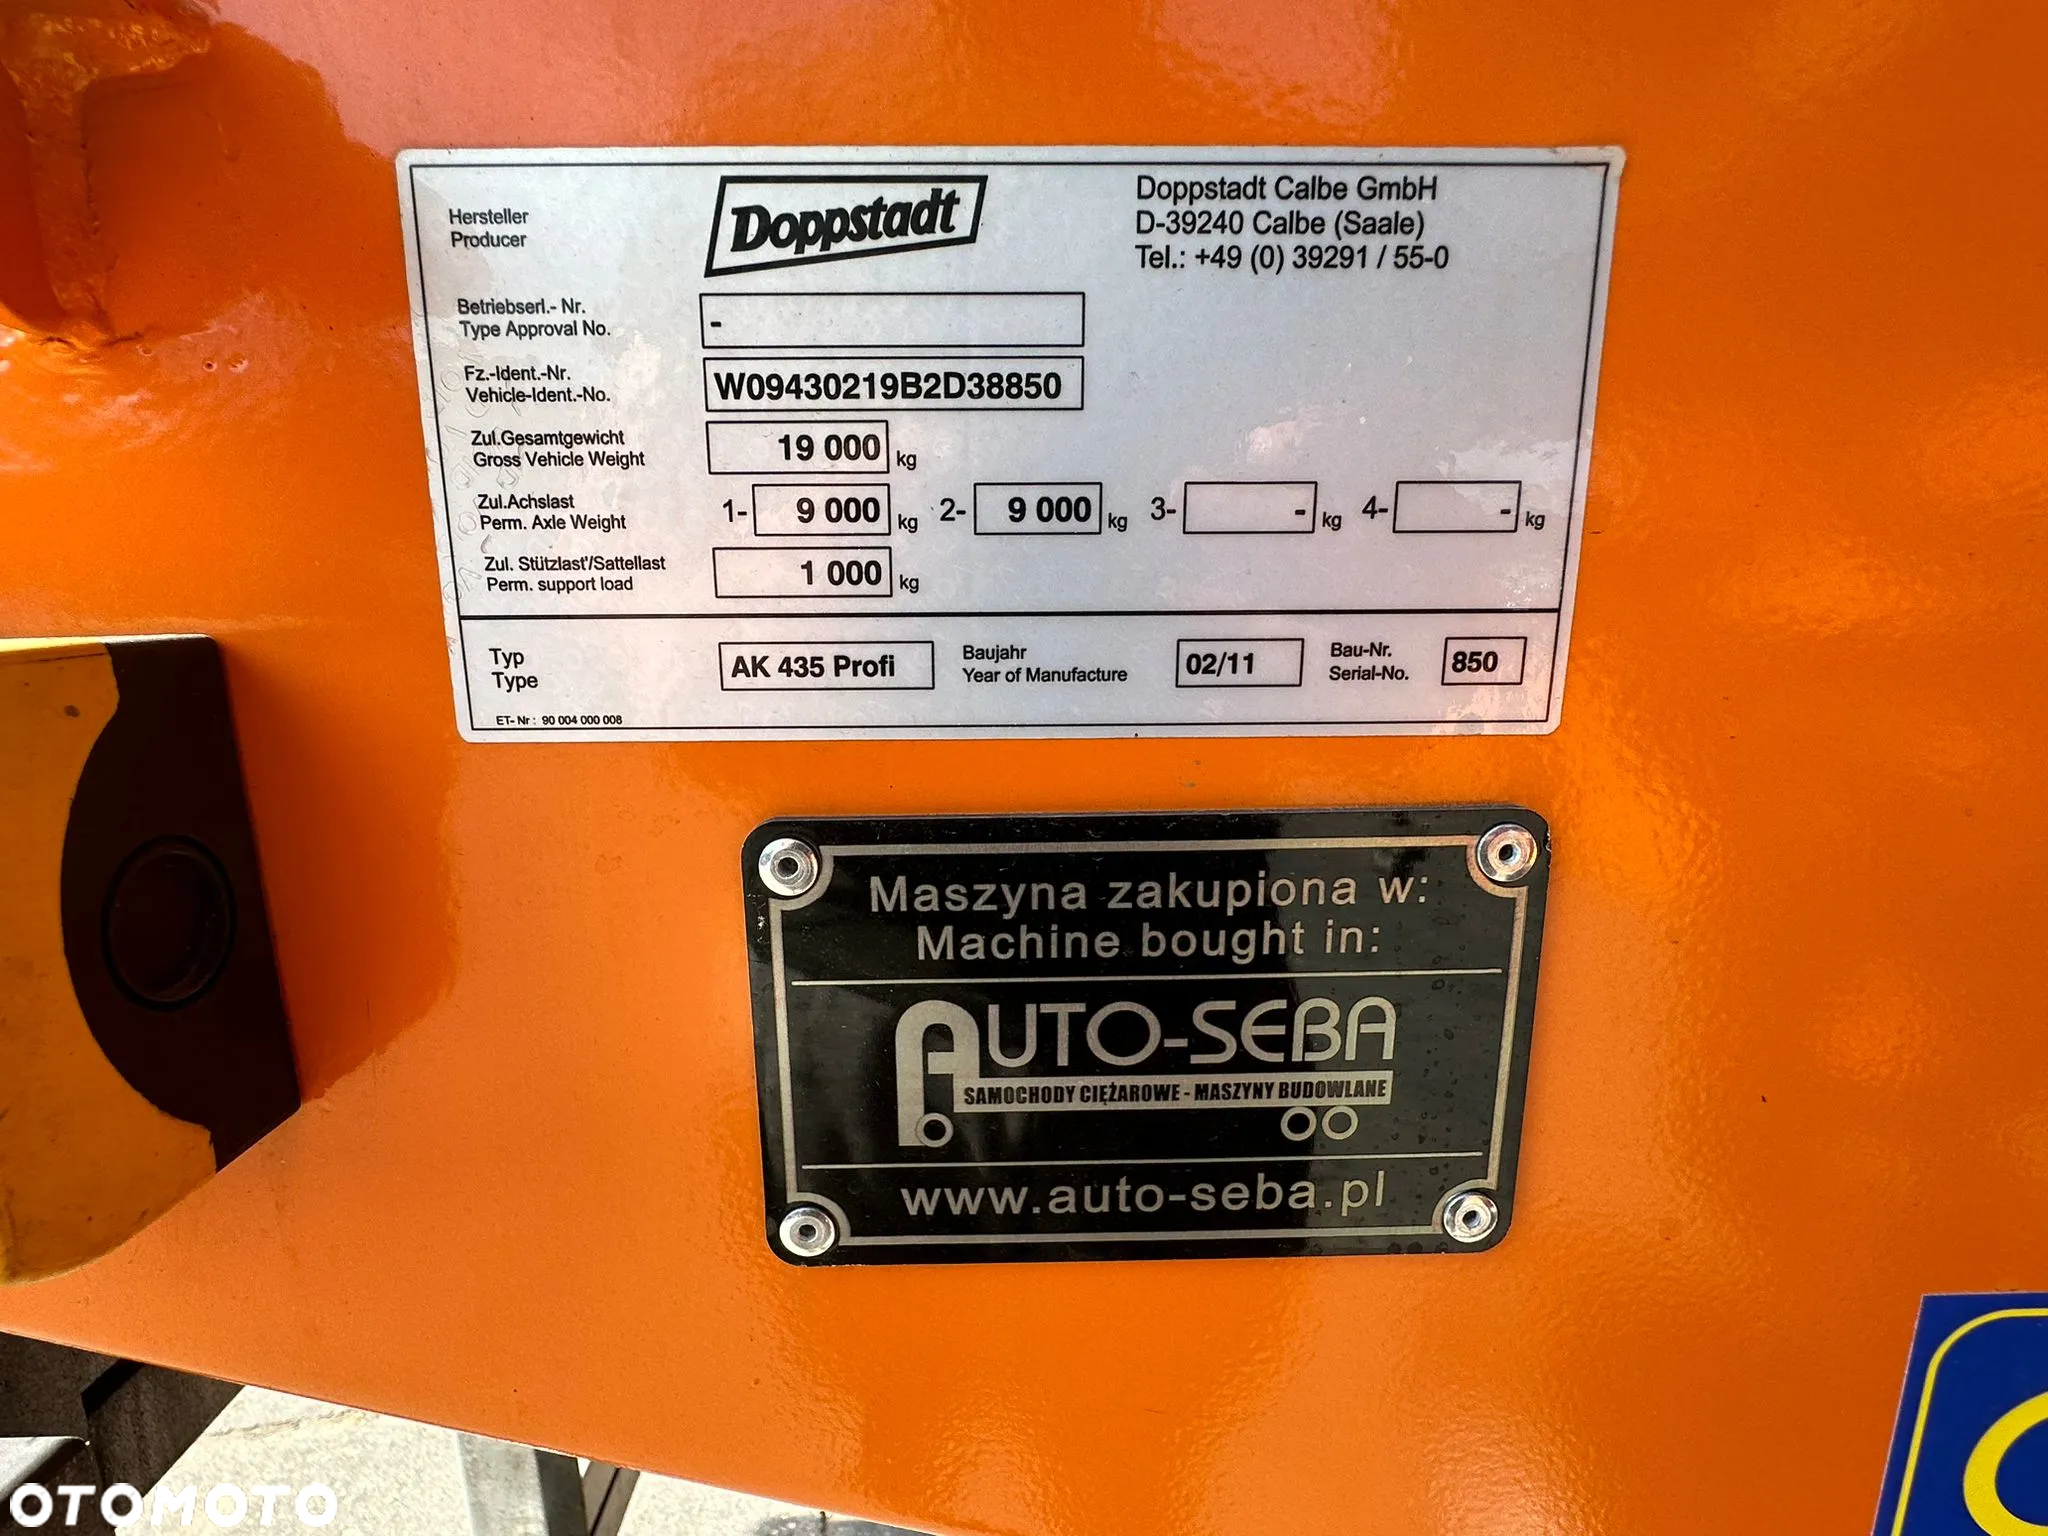 Hersteller
Producer
Doppstadt
Doppstadt Calbe GmbH
D-39240 Calbe (Saale)
Tel.: +49 (0) 39291 / 55-0
Betriebserl.- Nr.
Type Approval No.
-
Fz.-Ident.-Nr.
Vehicle-Ident.-No.
W09430219B2D38850
Zul.Gesamtgewicht
Gross Vehicle Weight
19 000 kg
Zul.Achslast
Perm. Axle Weight
1- 9 000 kg 2- 9 000 kg 3- - kg 4- - kg
Zul. Stützlast'/Sattellast
Perm. support load
1 000 kg
Typ
Type
AK 435 Profi
Baujahr
Year of Manufacture
02/11
Bau-Nr.
Serial-No.
850
ET- Nr : 90 004 000 008
Maszyna zakupiona w:
Machine bought in:
AUTO-SEBA
SAMOCHODY CIĘŻAROWE - MASZYNY BUDOWLANE
www.auto-seba.pl
OTOMOTO